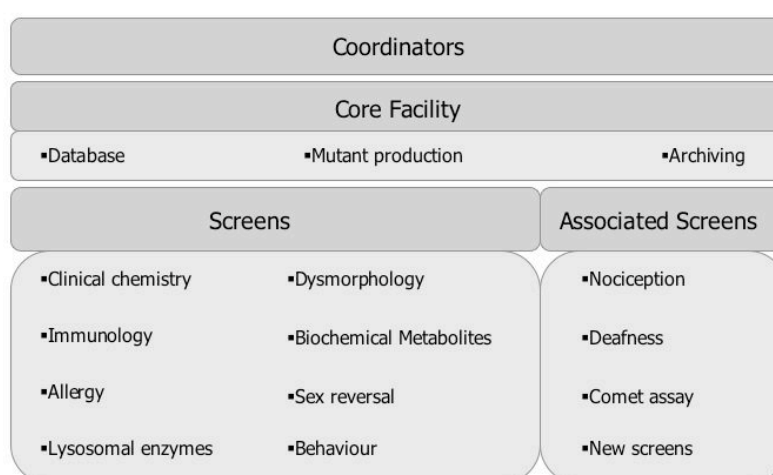 Coordinators
Core Facility
▪Database ▪Mutant production ▪Archiving
Screens
Associated Screens
▪Clinical chemistry
▪Immunology
▪Allergy
▪Lysosomal enzymes
▪Dysmorphology
▪Biochemical Metabolites
▪Sex reversal
▪Behaviour
▪Nociception
▪Deafness
▪Comet assay
▪New screens